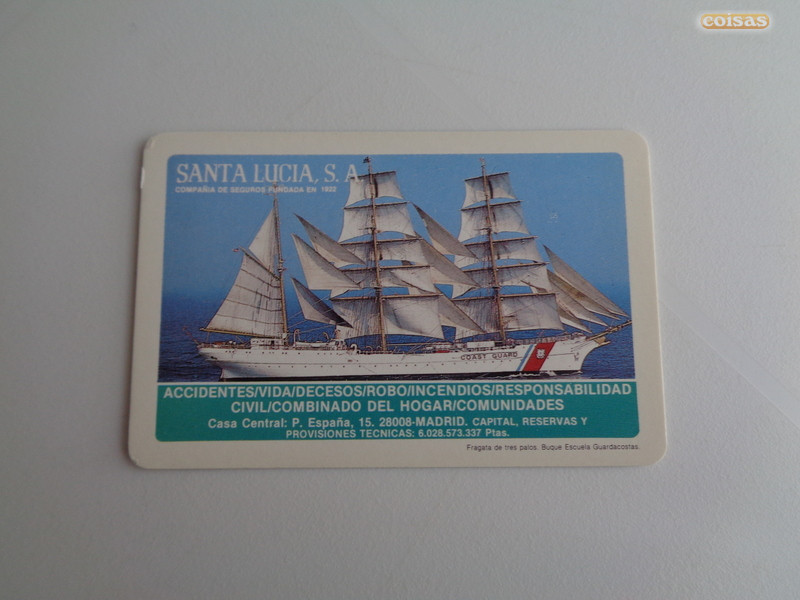 coisas
SANTA LUCIA, S. A.
COMPAÑIA DE SEGUROS FUNDADA EN 1922
COAST GUARD
ACCIDENTES/VIDA/DECESOS/ROBO/INCENDIOS/RESPONSABILIDAD
CIVIL/COMBINADO DEL HOGAR/COMUNIDADES
Casa Central: P. España, 15. 28008-MADRID. CAPITAL, RESERVAS Y
PROVISIONES TECNICAS: 6.028.573.337 Ptas.
Fragata de tres palos. Buque Escuela Guardacostas.